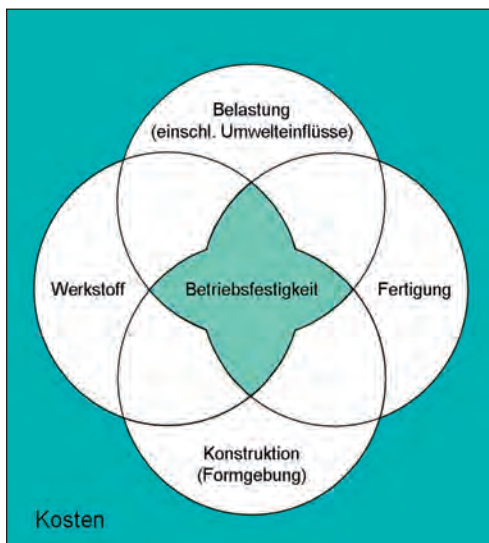 Belastung
(einschl. Umwelteinflüsse)
Werkstoff
Betriebsfestigkeit
Fertigung
Konstruktion
(Formgebung)
Kosten